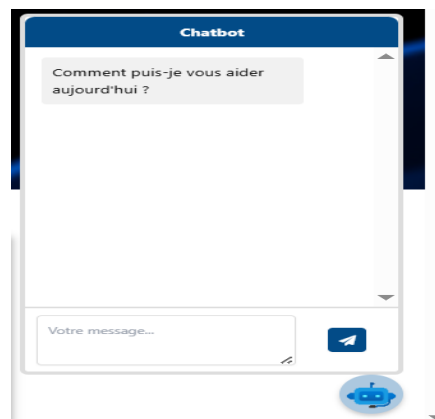 Chatbot
Comment puis-je vous aider
aujourd'hui ?
Votre message...